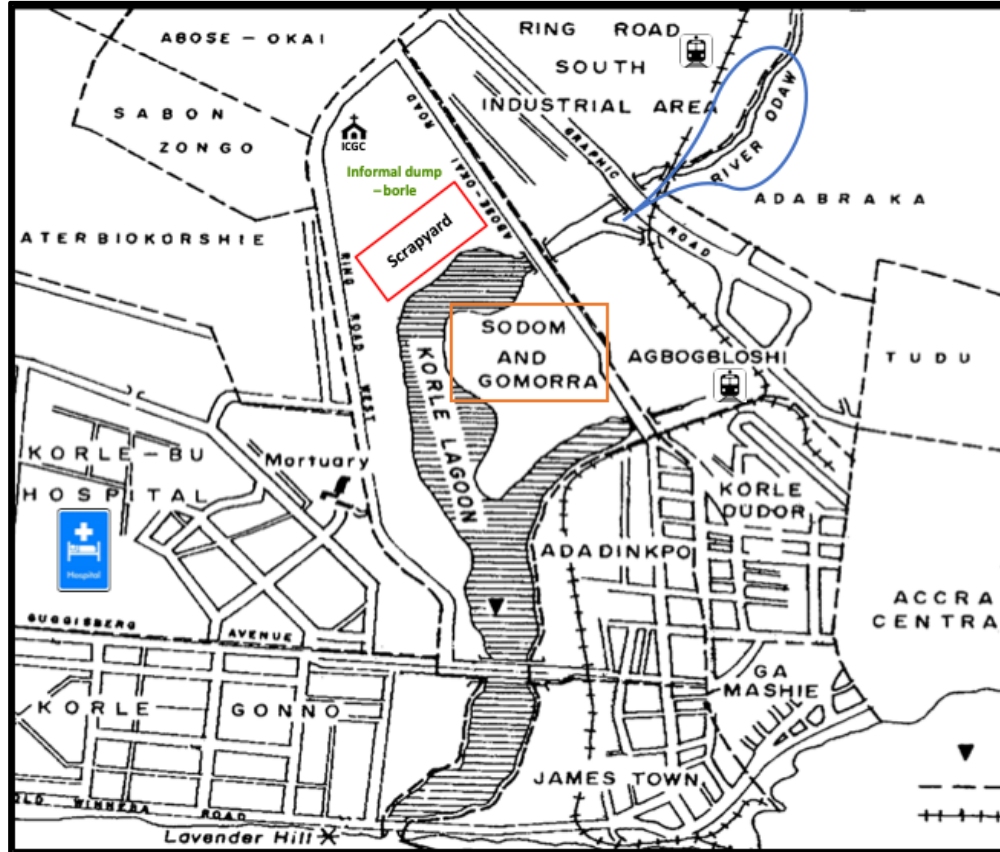 ABOSE – OKAI
RING ROAD
SOUTH
INDUSTRIAL AREA
SABON
ZONGO
ICGC
ROAD
ABOSE - OKAI
GRAPHIC
ROAD
RIVER ODAW
ADABRAKA
Informal dump
– borle
Scrapyard
ATERBIOKORSHIE
RING ROAD WEST
SODOM
AND
GOMORRA
AGBOGBLOSHI
TUDU
KORLE LAGOON
KORLE – BU
HOSPITAL
Mortuary
Hospital
KORLE
DUDOR
ADADINKPO
ACCRA
CENTRA
GUGGISBERG
AVENUE
GA
MASHIE
KORLE GONNO
JAMES TOWN
OLD WINNEBA
ROAD
Lavender Hill